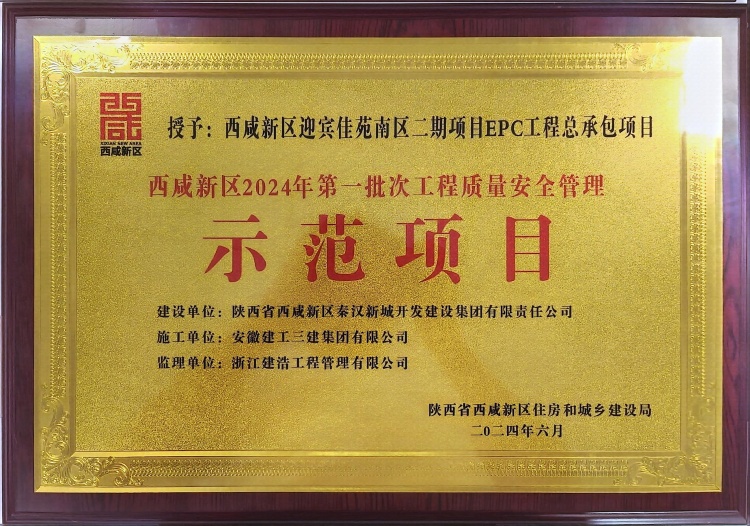 西咸
XIXIAN NEW AREA
西咸新区
授予：西咸新区迎宾佳苑南区二期项目EPC工程总承包项目
西咸新区2024年第一批次工程质量安全管理
示范项目
建设单位：陕西省西咸新区秦汉新城开发建设集团有限责任公司
施工单位：安徽建工三建集团有限公司
监理单位：浙江建浩工程管理有限公司
陕西省西咸新区住房和城乡建设局
二0二四年六月